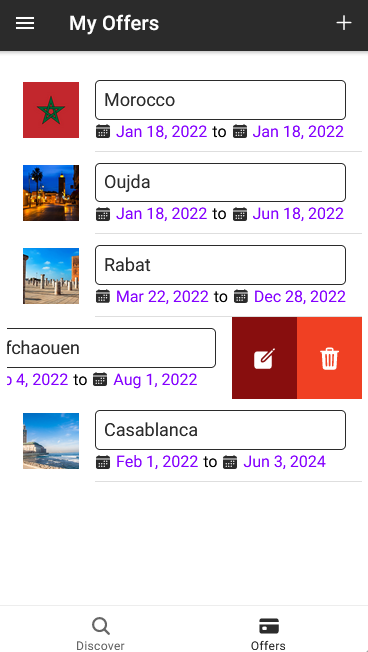 My Offers
Morocco
Jan 18, 2022 to Jan 18, 2022
Oujda
Jan 18, 2022 to Jun 18, 2022
Rabat
Mar 22, 2022 to Dec 28, 2022
fchaouen
4, 2022 to Aug 1, 2022
Casablanca
Feb 1, 2022 to Jun 3, 2024
Discover
Offers